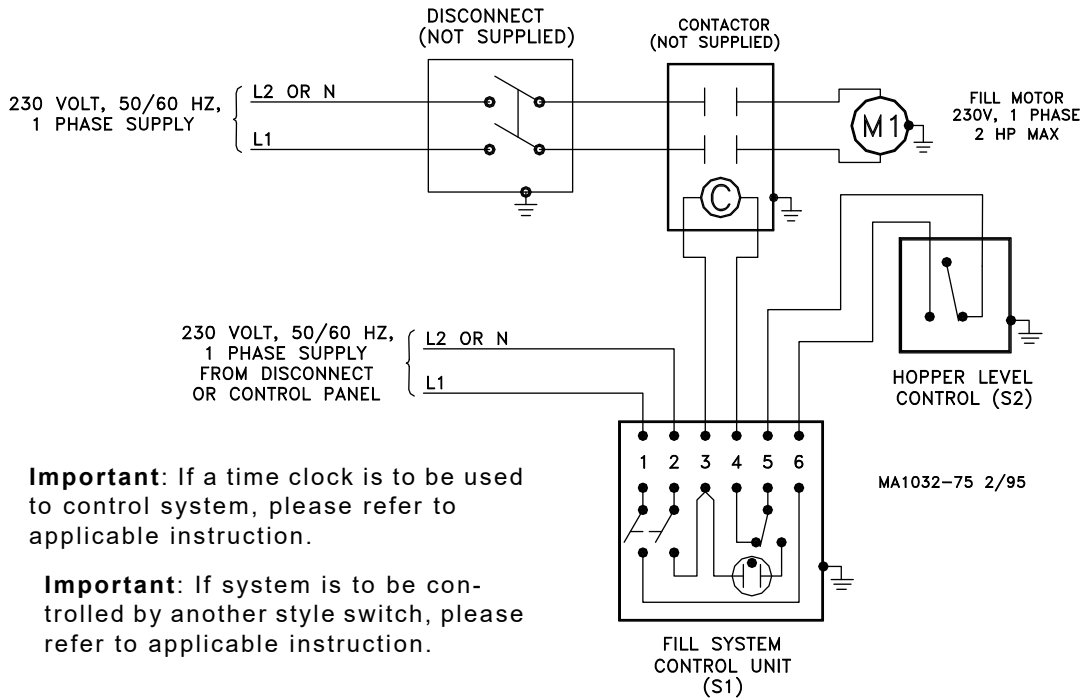 DISCONNECT
(NOT SUPPLIED)
CONTACTOR
(NOT SUPPLIED)
230 VOLT, 50/60 HZ,
1 PHASE SUPPLY
L2 OR N
L1
M1
FILL MOTOR
230V, 1 PHASE
2 HP MAX
C
230 VOLT, 50/60 HZ,
1 PHASE SUPPLY
FROM DISCONNECT
OR CONTROL PANEL
L2 OR N
L1
HOPPER LEVEL
CONTROL (S2)
1 2 3 4 5 6
MA1032-75 2/95
Important: If a time clock is to be used
to control system, please refer to
applicable instruction.
Important: If system is to be con-
trolled by another style switch, please
refer to applicable instruction.
FILL SYSTEM
CONTROL UNIT
(S1)